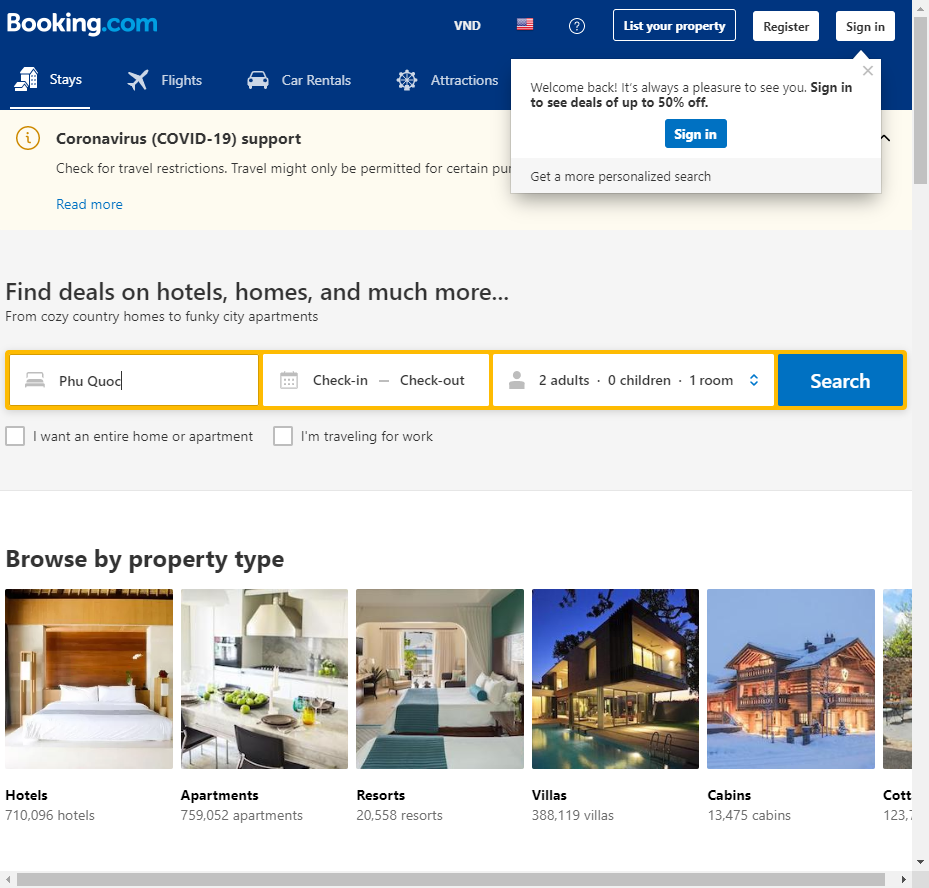 Booking.com
VND
List your property
Register
Sign in
Stays
Flights
Car Rentals
Attractions
Welcome back! It's always a pleasure to see you. Sign in
to see deals of up to 50% off.
Sign in
Get a more personalized search
Coronavirus (COVID-19) support
Check for travel restrictions. Travel might only be permitted for certain pur
Read more
Find deals on hotels, homes, and much more...
From cozy country homes to funky city apartments
Phu Quoc
Check-in — Check-out
2 adults · 0 children · 1 room
Search
I want an entire home or apartment
I'm traveling for work
Browse by property type
Hotels
710,096 hotels
Apartments
759,052 apartments
Resorts
20,558 resorts
Villas
388,119 villas
Cabins
13,475 cabins
Cott
123,7